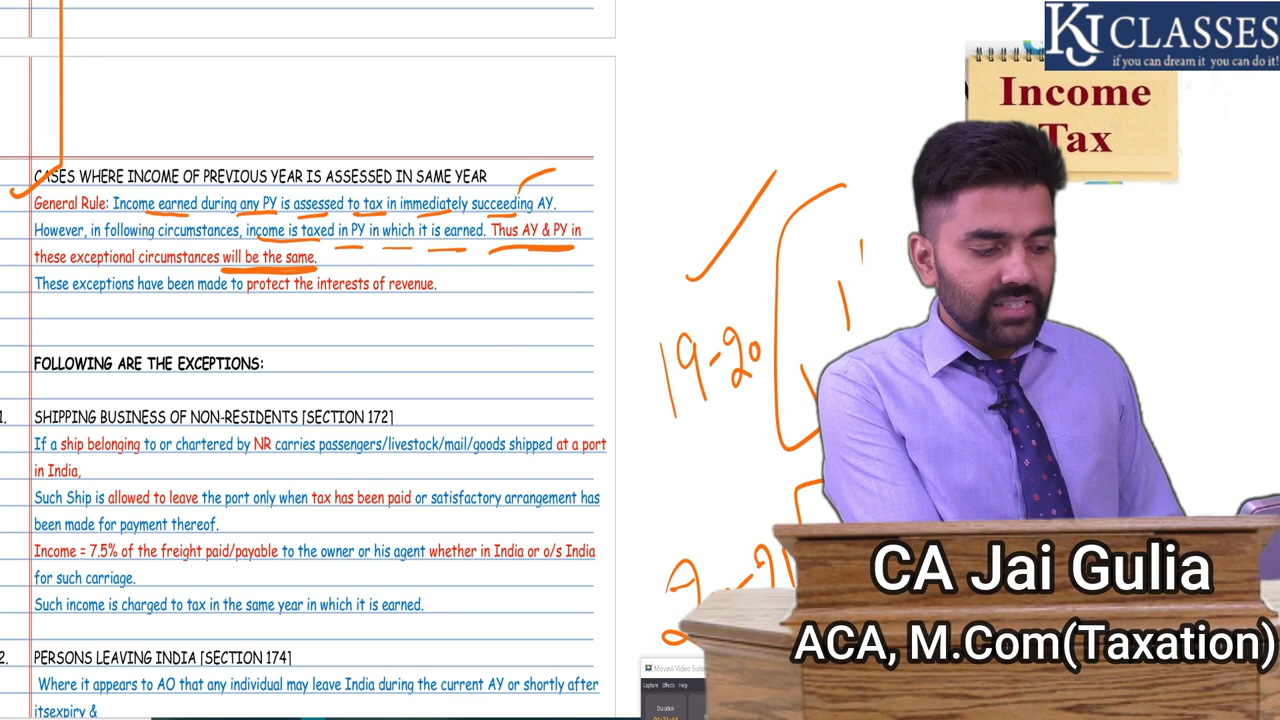 KJ CLASSES
if you can dream it you can do it!
Income
Tax
CASES WHERE INCOME OF PREVIOUS YEAR IS ASSESSED IN SAME YEAR
General Rule: Income earned during any PY is assessed to tax in immediately succeeding AY.
However, in following circumstances, income is taxed in PY in which it is earned. Thus AY & PY in
these exceptional circumstances will be the same.
These exceptions have been made to protect the interests of revenue.
19-20
FOLLOWING ARE THE EXCEPTIONS:
1. SHIPPING BUSINESS OF NON-RESIDENTS [SECTION 172]
If a ship belonging to or chartered by NR carries passengers/livestock/mail/goods shipped at a port
in India,
Such Ship is allowed to leave the port only when tax has been paid or satisfactory arrangement has
been made for payment thereof.
Income = 7.5% of the freight paid/payable to the owner or his agent whether in India or o/s India
for such carriage.
Such income is charged to tax in the same year in which it is earned.
2. PERSONS LEAVING INDIA [SECTION 174]
Where it appears to AO that any individual may leave India during the current AY or shortly after
itsexpiry &
CA Jai Gulia
ACA, M.Com(Taxation)
Movavi Video Suite
Capture Effects Help
Duration